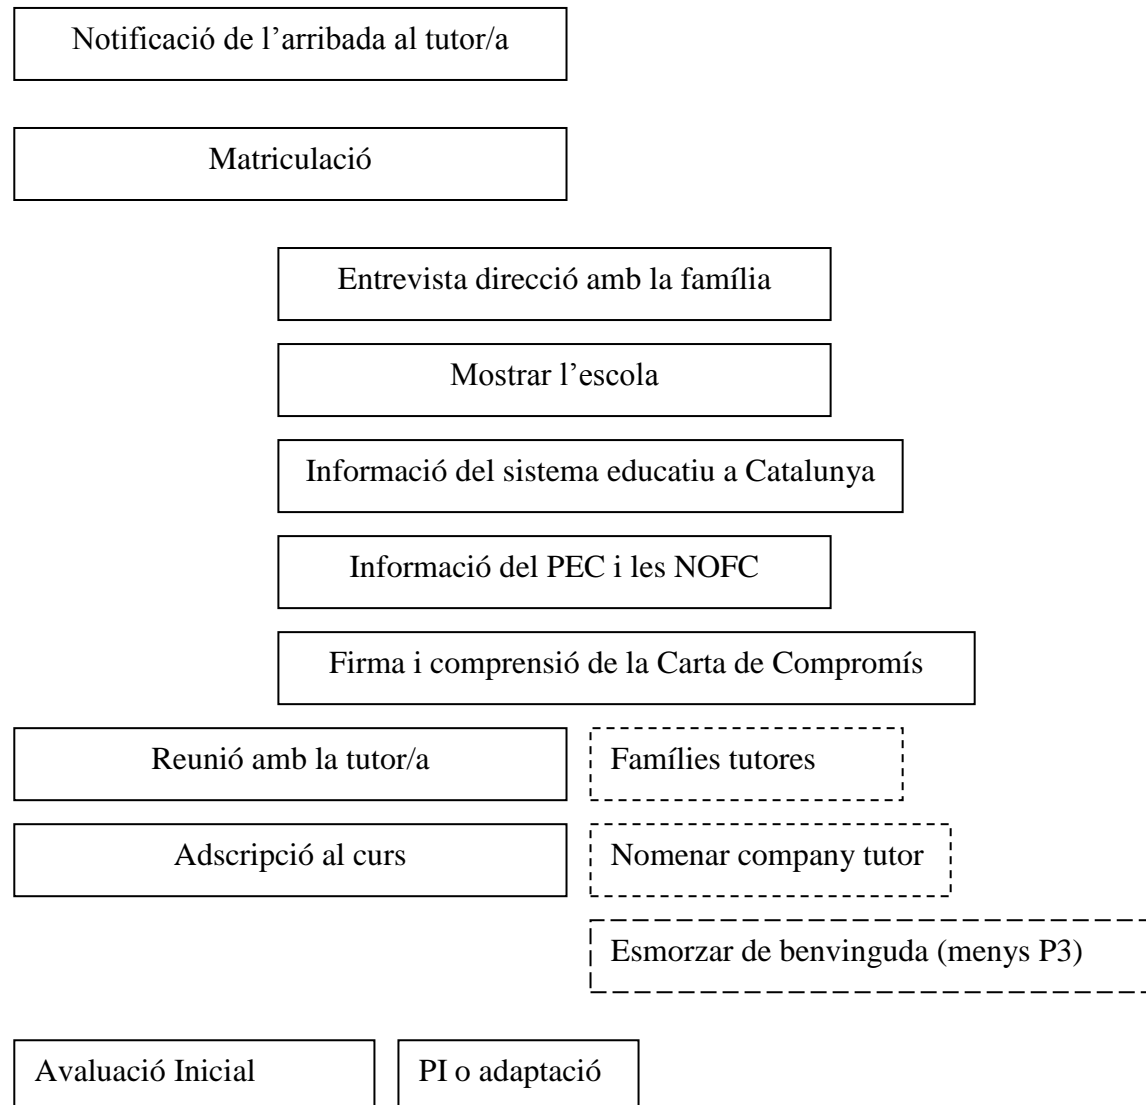 Notificació de l’arribada al tutor/a
Matriculació
Entrevista direcció amb la família
Mostrar l’escola
Informació del sistema educatiu a Catalunya
Informació del PEC i les NOFC
Firma i comprensió de la Carta de Compromís
Reunió amb la tutor/a
Famílies tutores
Adscripció al curs
Nomenar company tutor
Esmorzar de benvinguda (menys P3)
Avaluació Inicial
PI o adaptació